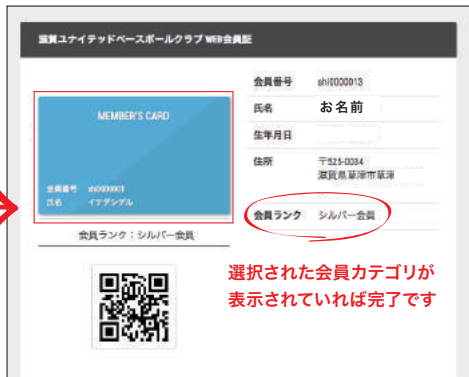 滋賀ユナイテッドベースボールクラブ WEB会員証
MEMBER'S CARD
会員番号 shi0000001
氏名 イケダンダル
会員ランク：シルバー会員
会員番号 shi0000013
氏名 お名前
生年月日
住所 〒525-0034
滋賀県草津市草津
会員ランク シルバー会員
選択された会員カテゴリが
表示されていれば完了です